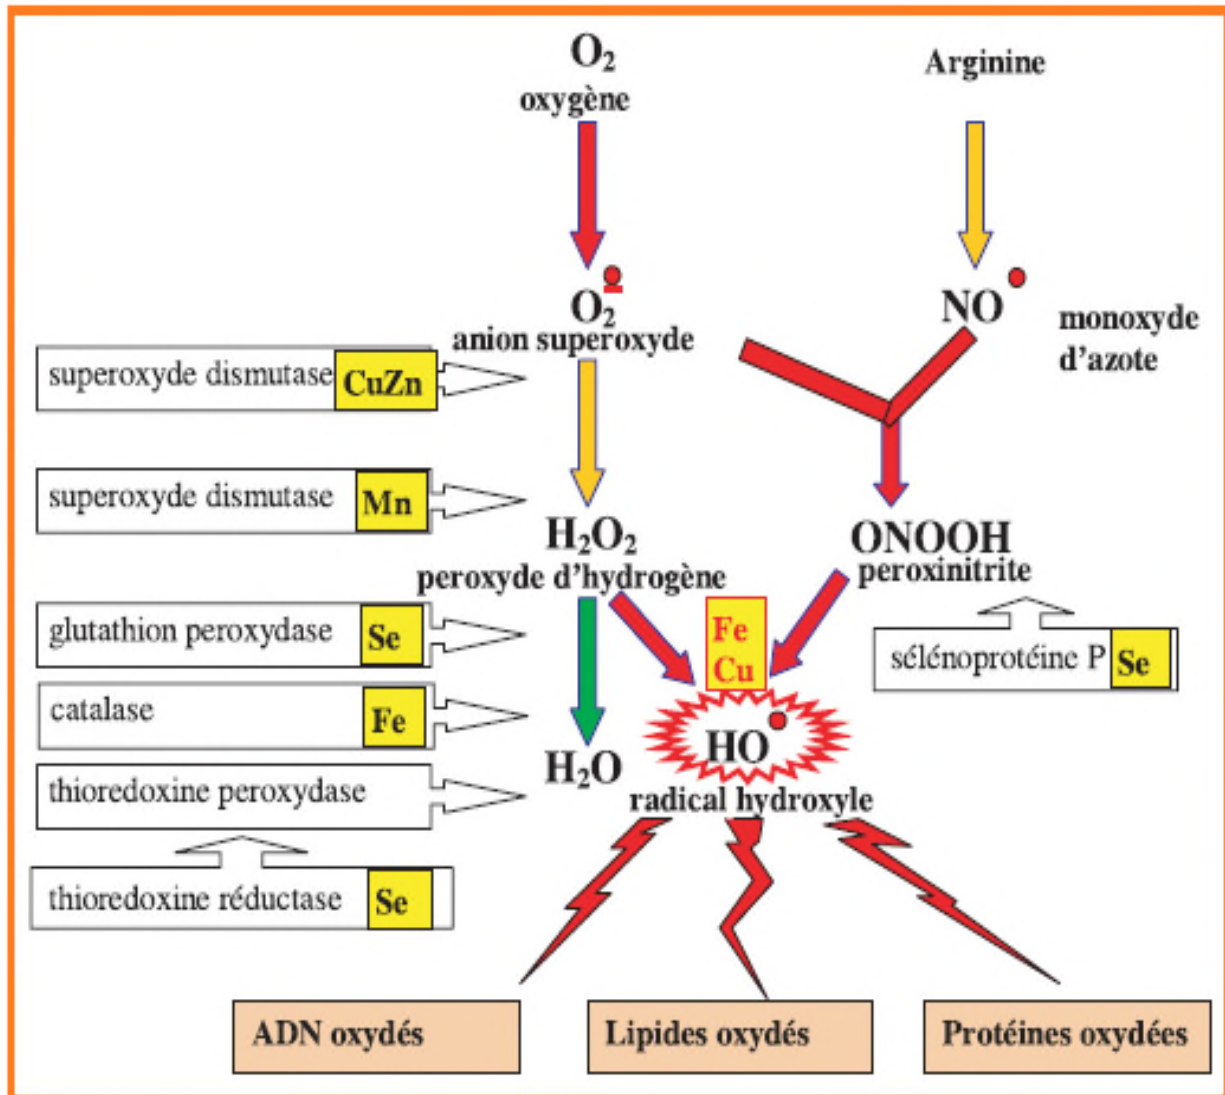 O₂
oxygène
Arginine
O₂
anion superoxyde
NO
monoxyde
d'azote
superoxyde dismutase CuZn
superoxyde dismutase Mn
H₂O₂
peroxyde d'hydrogène
ONOOH
peroxinitrite
glutathion peroxydase Se
Fe
Cu
sélénoprotéine P Se
catalase Fe
HO
H₂O
thioredoxine peroxydase
radical hydroxyle
thioredoxine réductase Se
ADN oxydés
Lipides oxydés
Protéines oxydées